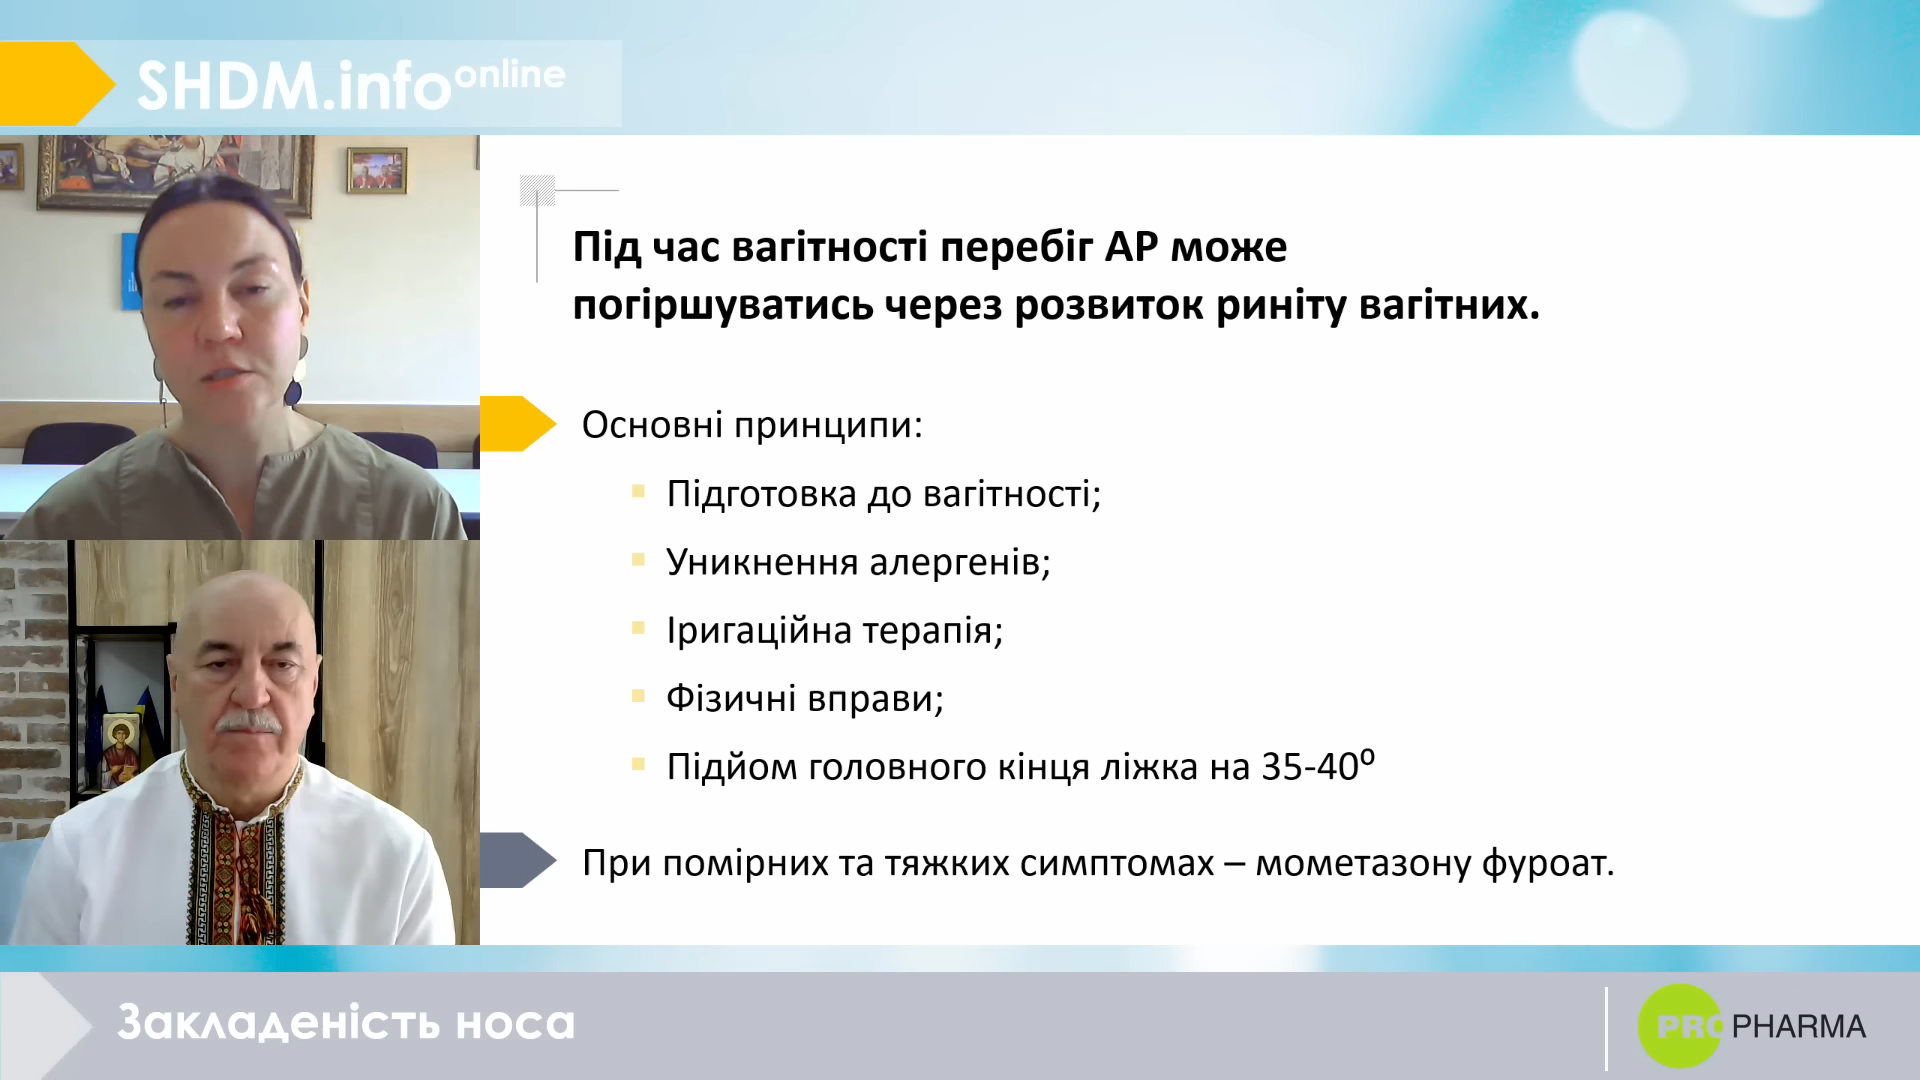 SHDM.info online
Під час вагітності перебіг АР може
погіршуватись через розвиток риніту вагітних.
Основні принципи:
Підготовка до вагітності;
Уникнення алергенів;
Іригаційна терапія;
Фізичні вправи;
Підйом головного кінця ліжка на 35-40⁰
При помірних та тяжких симптомах – мометазону фуроат.
Закладеність носа
PRO PHARMA